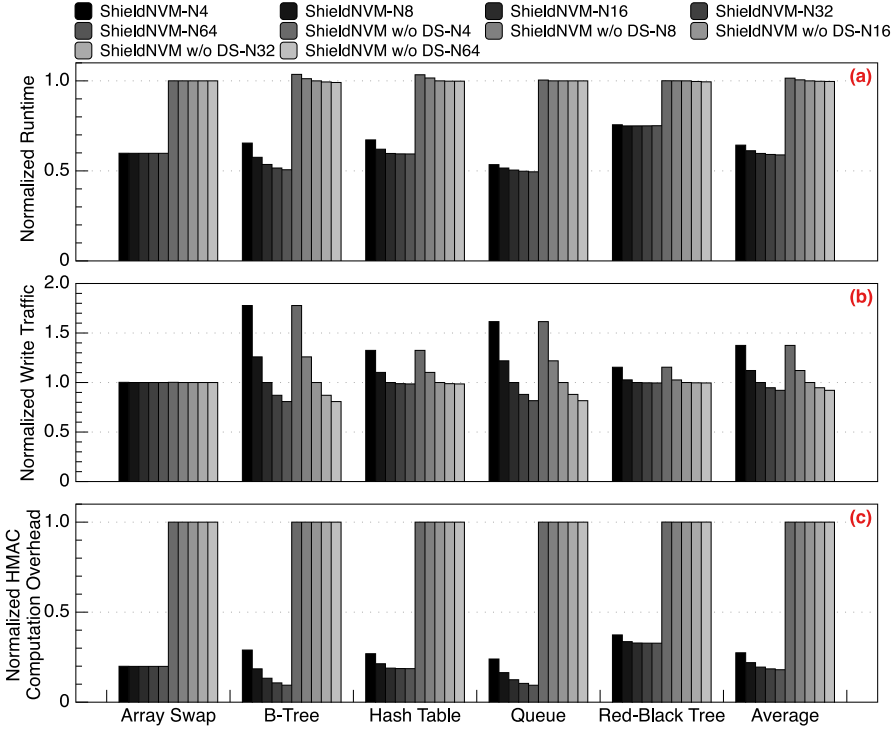 ShieldNVM-N4 ShieldNVM-N8 ShieldNVM-N16 ShieldNVM-N32
ShieldNVM-N64 ShieldNVM w/o DS-N4 ShieldNVM w/o DS-N8 ShieldNVM w/o DS-N16
ShieldNVM w/o DS-N32 ShieldNVM w/o DS-N64
Normalized Runtime
1.0
0.5
0
(a)
Normalized Write Traffic
2.0
1.5
1.0
0.5
0
(b)
Normalized HMAC
Computation Overhead
1.0
0.5
0
(c)
Array Swap B-Tree Hash Table Queue Red-Black Tree Average